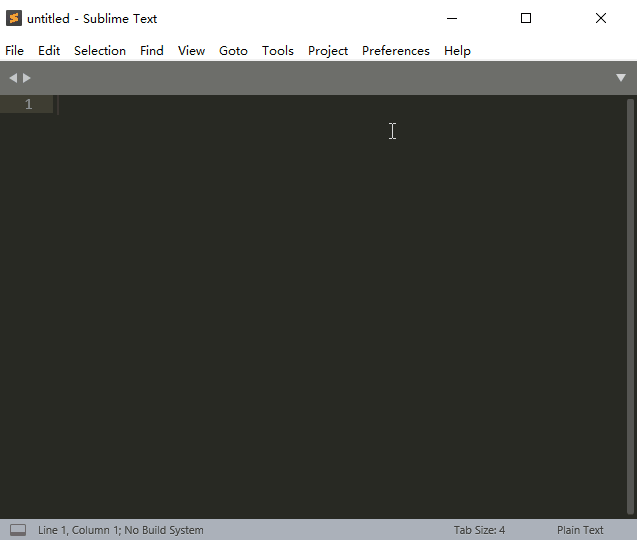 untitled - Sublime Text
File Edit Selection Find View Goto Tools Project Preferences Help
1
Line 1, Column 1; No Build System Tab Size: 4 Plain Text